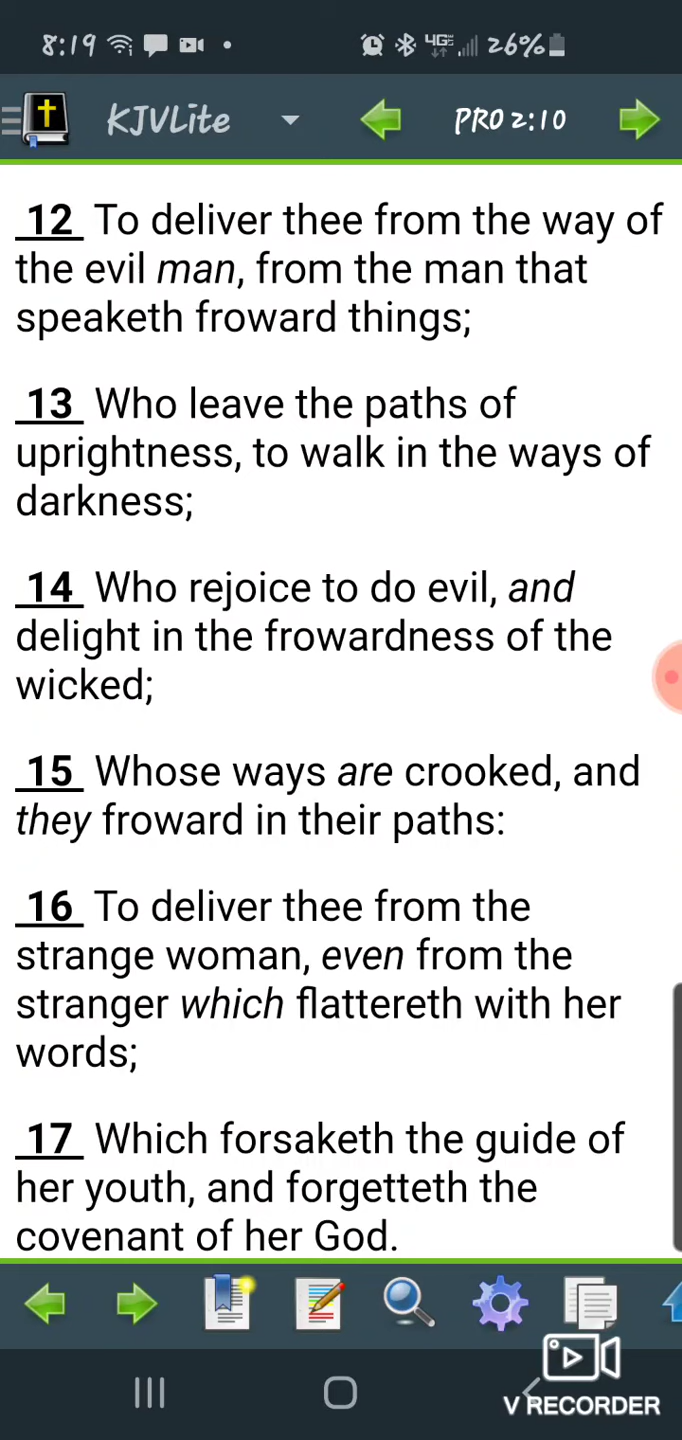 8:19 4GE 26%
KJVLite PRO 2:10
12 To deliver thee from the way of
the evil man, from the man that
speaketh froward things;
13 Who leave the paths of
uprightness, to walk in the ways of
darkness;
14 Who rejoice to do evil, and
delight in the frowardness of the
wicked;
15 Whose ways are crooked, and
they froward in their paths:
16 To deliver thee from the
strange woman, even from the
stranger which flattereth with her
words;
17 Which forsaketh the guide of
her youth, and forgetteth the
covenant of her God.
V RECORDER